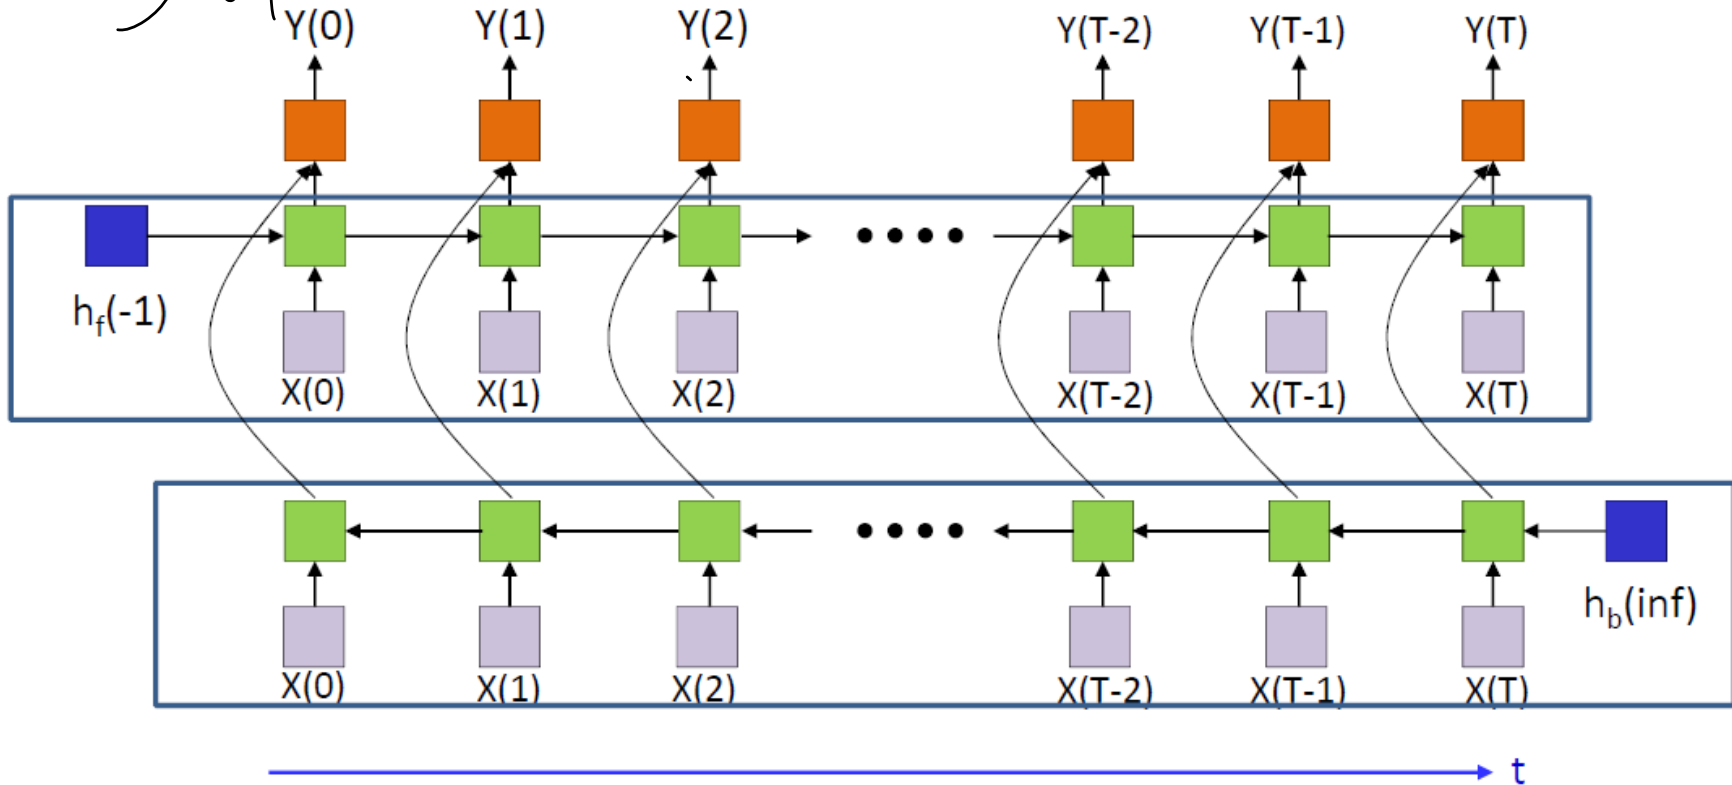 Y(0) Y(1) Y(2) Y(T-2) Y(T-1) Y(T)
h_f(-1)
X(0) X(1) X(2) X(T-2) X(T-1) X(T)
h_b(inf)
X(0) X(1) X(2) X(T-2) X(T-1) X(T)
t